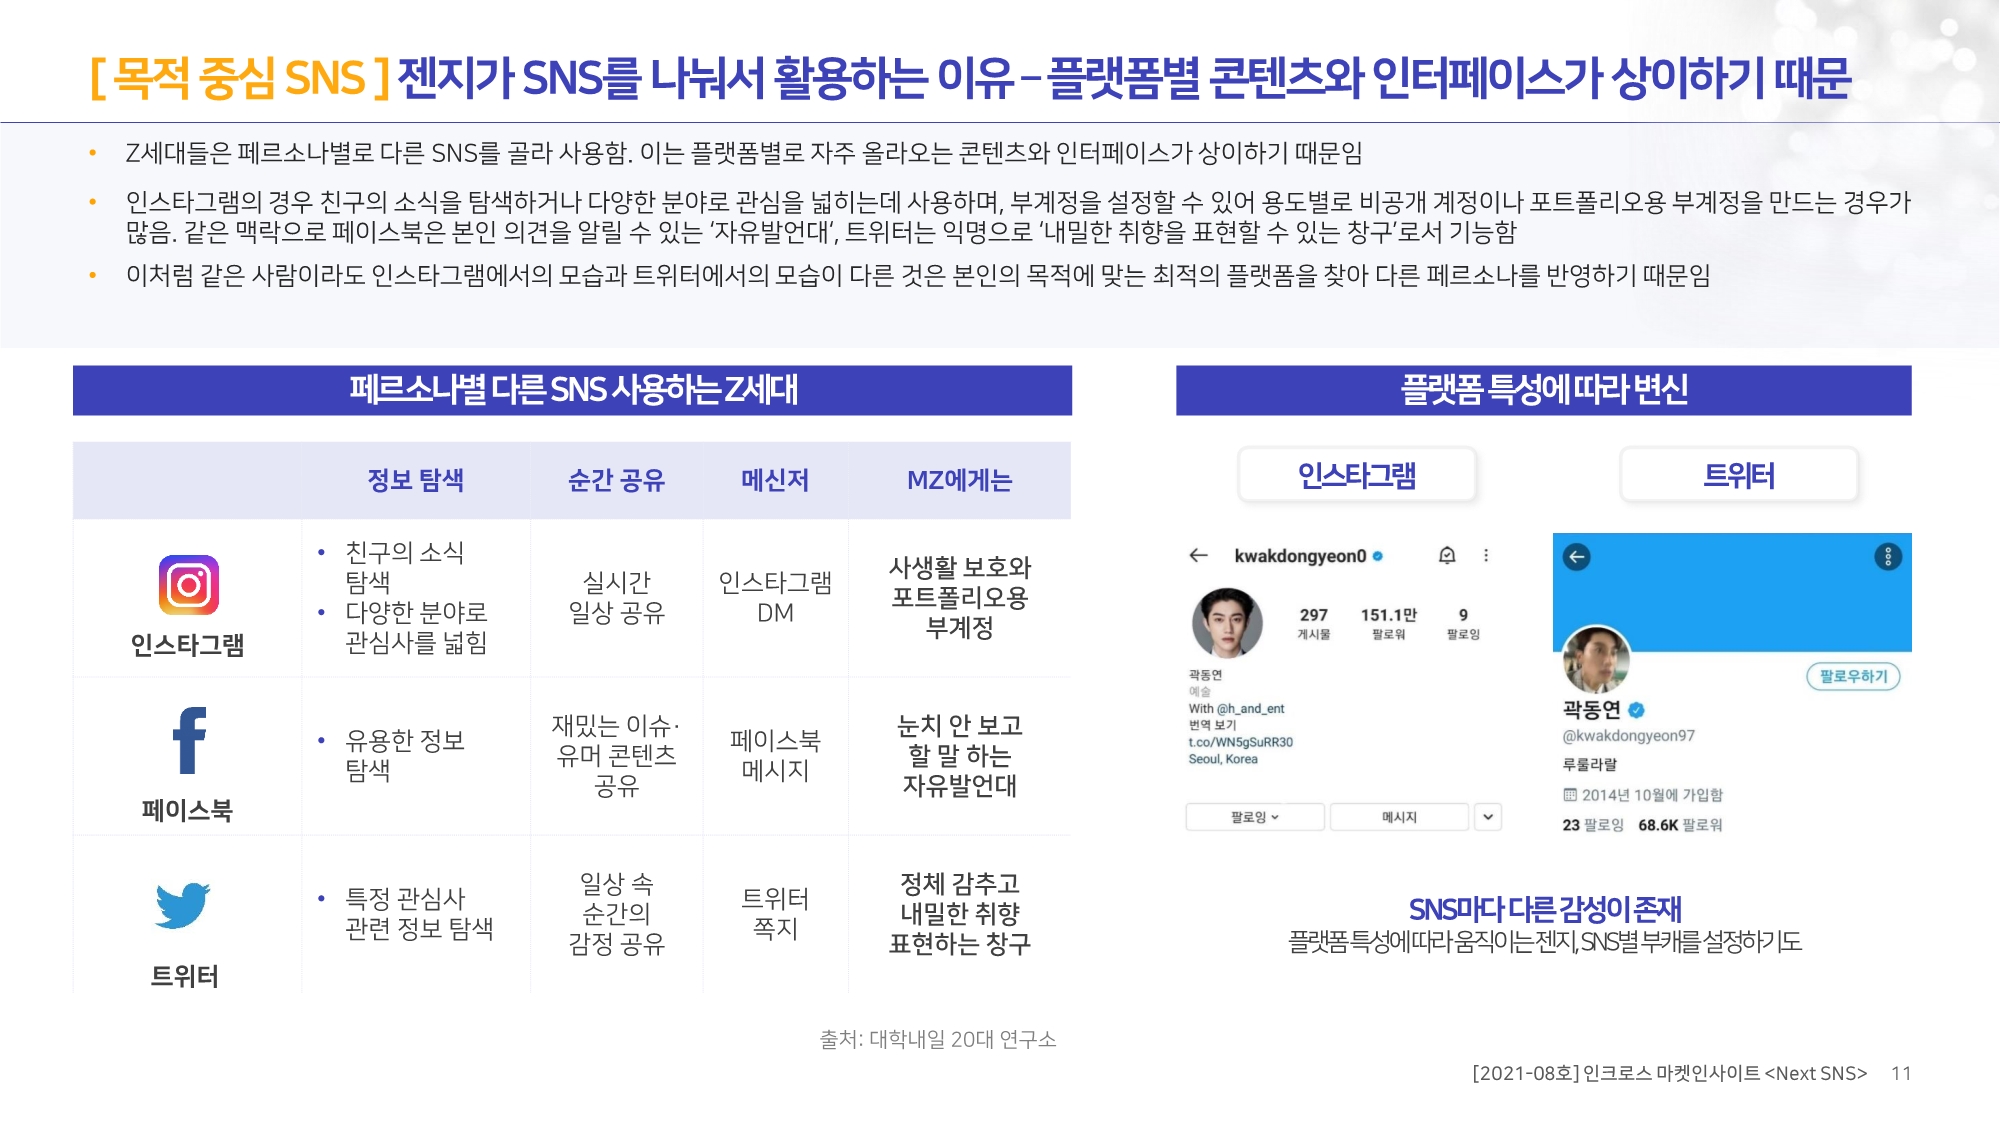 [ 목적 중심 SNS ] 젠지가 SNS를 나눠서 활용하는 이유 – 플랫폼별 콘텐츠와 인터페이스가 상이하기 때문
• Z세대들은 페르소나별로 다른 SNS를 골라 사용함. 이는 플랫폼별로 자주 올라오는 콘텐츠와 인터페이스가 상이하기 때문임
• 인스타그램의 경우 친구의 소식을 탐색하거나 다양한 분야로 관심을 넓히는데 사용하며, 부계정을 설정할 수 있어 용도별로 비공개 계정이나 포트폴리오용 부계정을 만드는 경우가
많음. 같은 맥락으로 페이스북은 본인 의견을 알릴 수 있는 ‘자유발언대‘, 트위터는 익명으로 ‘내밀한 취향을 표현할 수 있는 창구’로서 기능함
• 이처럼 같은 사람이라도 인스타그램에서의 모습과 트위터에서의 모습이 다른 것은 본인의 목적에 맞는 최적의 플랫폼을 찾아 다른 페르소나를 반영하기 때문임
페르소나별 다른 SNS 사용하는 Z세대
정보 탐색
순간 공유
메신저
MZ에게는
인스타그램
• 친구의 소식
탐색
• 다양한 분야로
관심사를 넓힘
실시간
일상 공유
인스타그램
DM
사생활 보호와
포트폴리오용
부계정
페이스북
• 유용한 정보
탐색
재밌는 이슈·
유머 콘텐츠
공유
페이스북
메시지
눈치 안 보고
할 말 하는
자유발언대
트위터
• 특정 관심사
관련 정보 탐색
일상 속
순간의
감정 공유
트위터
쪽지
정체 감추고
내밀한 취향
표현하는 창구
출처: 대학내일 20대 연구소
플랫폼 특성에 따라 변신
인스타그램
kwakdongyeon0
297
151.1만
9
게시물
팔로워
팔로잉
곽동연
예술
With @h_and_ent
번역 보기
t.co/WN5gSuRR30
Seoul, Korea
팔로잉
메시지
트위터
팔로우하기
곽동연
@kwakdongyeon97
루룰라랄
2014년 10월에 가입함
23 팔로잉 68.6K 팔로워
SNS마다 다른 감성이 존재
플랫폼 특성에 따라 움직이는 젠지, SNS별 부캐를 설정하기도
[2021-08호] 인크로스 마켓인사이트 <Next SNS> 11